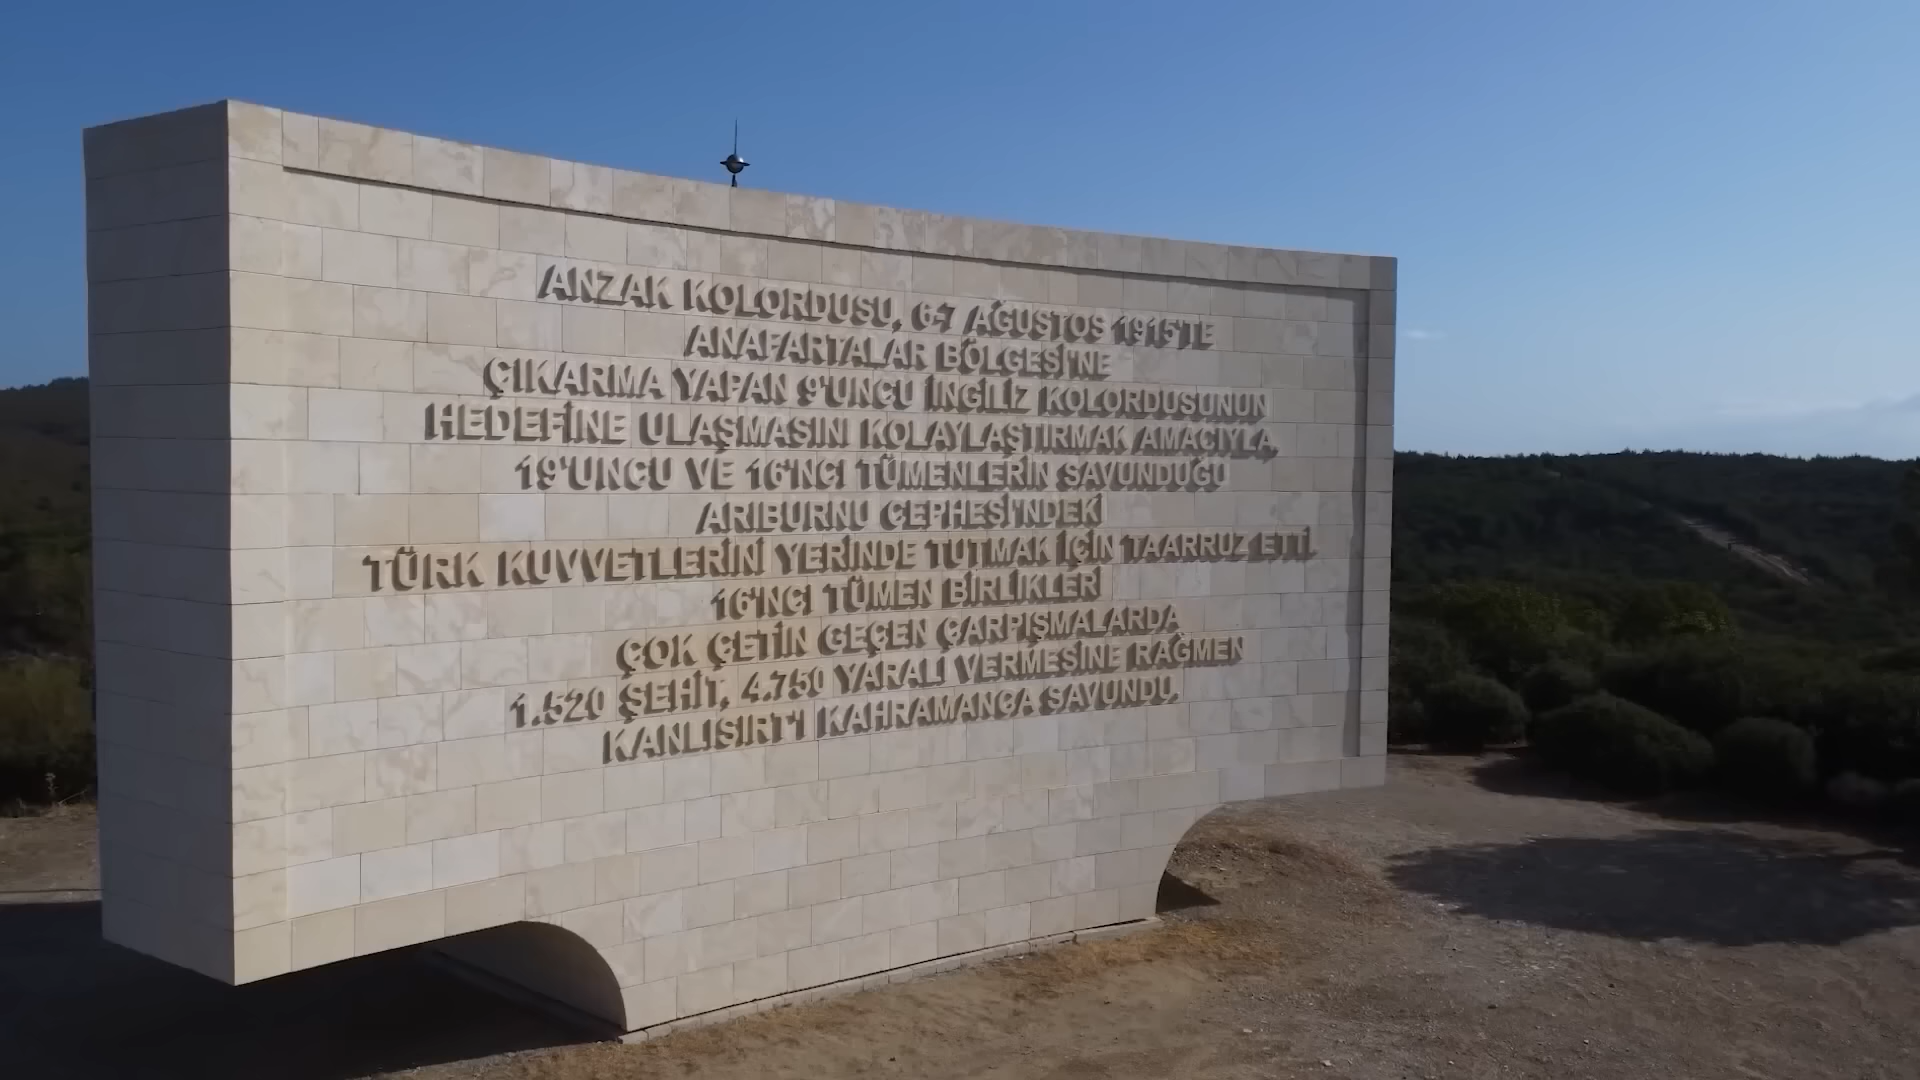 ANZAK KOLORDUSU, 6-7 AĞUSTOS 1915'TE
ANAFARTALAR BÖLGESİ'NE
ÇIKARMA YAPAN 9'UNCU İNGİLİZ KOLORDUSUNUN
HEDEFİNE ULAŞMASINI KOLAYLAŞTIRMAK AMACIYLA,
19'UNCU VE 16'NCI TÜMENLERİN SAVUNDUĞU
ARIBURNU CEPHESİ'NDEKİ
TÜRK KUVVETLERİNİ YERİNDE TUTMAK İÇİN TAARRUZ ETTİ.
16'NCI TÜMEN BİRLİKLERİ
ÇOK ÇETİN GEÇEN ÇARPIŞMALARDA
1.520 ŞEHİT, 4.750 YARALI VERMESİNE RAĞMEN
KANLISIRT'I KAHRAMANCA SAVUNDU.